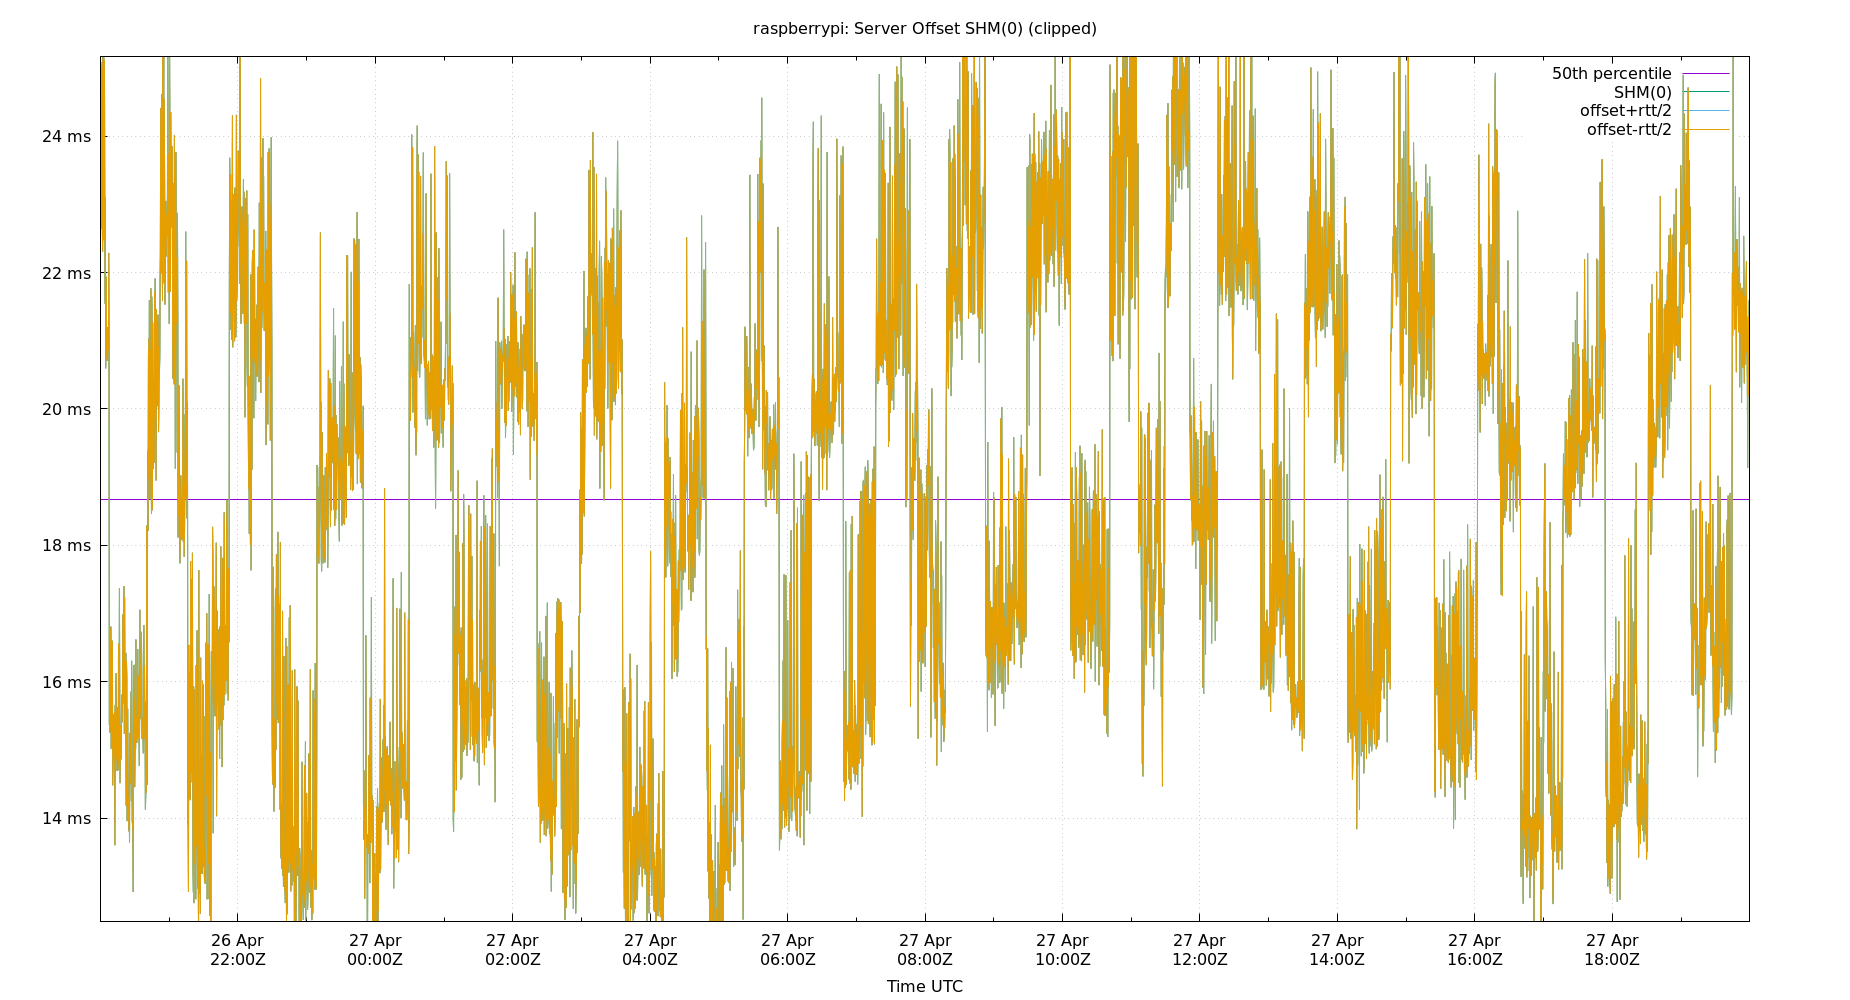 raspberrypi: Server Offset SHM(0) (clipped)
50th percentile
SHM(0)
offset+rtt/2
offset-rtt/2
24 ms
22 ms
20 ms
18 ms
16 ms
14 ms
26 Apr 27 Apr 27 Apr 27 Apr 27 Apr 27 Apr 27 Apr 27 Apr 27 Apr 27 Apr 27 Apr
22:00Z 00:00Z 02:00Z 04:00Z 06:00Z 08:00Z 10:00Z 12:00Z 14:00Z 16:00Z 18:00Z
Time UTC